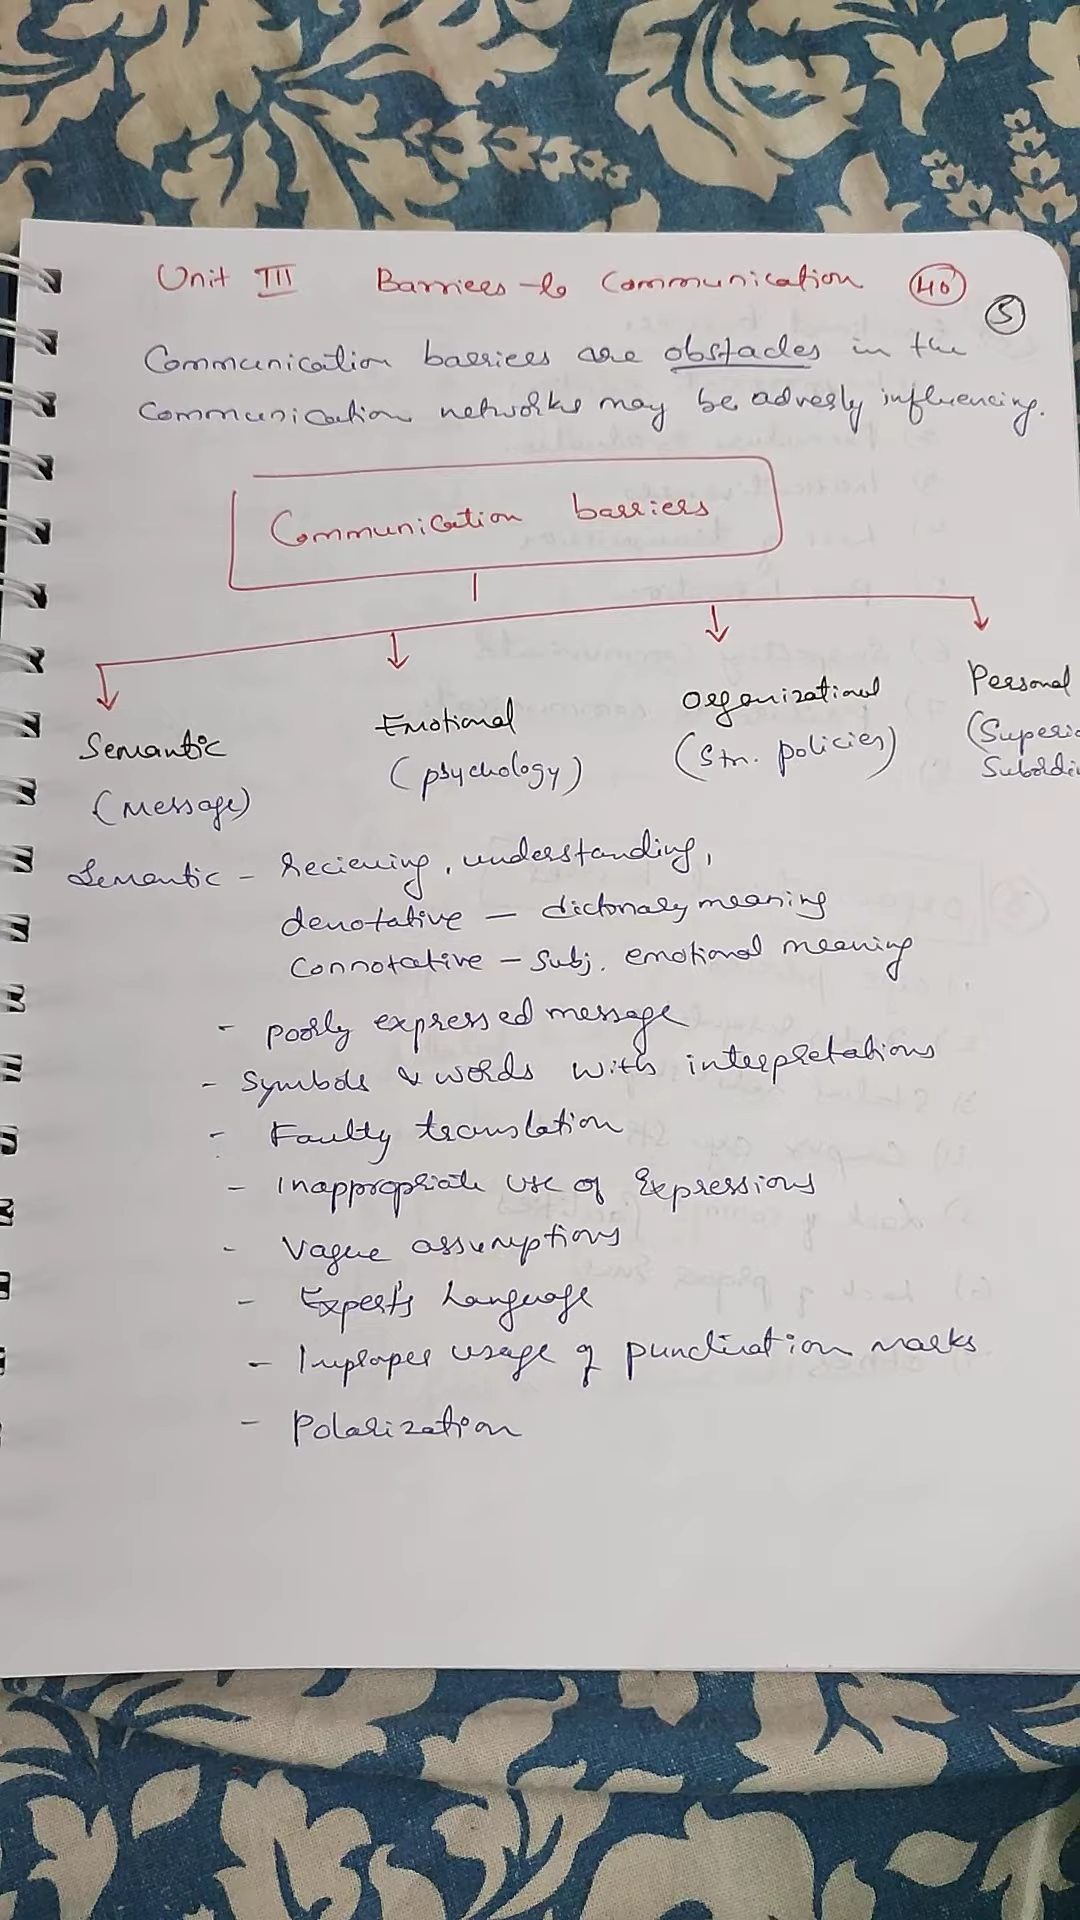 Unit III Barriers to Communication 40
5
Communication barriers are obstacles in the
communication networks may be adversly influencing.
Communication barriers
Semantic
(Message)
Emotional
(psychology)
Organizational
(Str. policies)
Personal
(Superio
Subordi
Semantic - Recieving, understanding,
denotative - dictonary meaning
Connotative - Subj. emotional meaning
- poorly expressed message
- Symbols & words with interpretations
- Faulty translation
- Inappropriate use of Expressions
- Vague assumptions
- Expert's Language
- Improper usage of punctuation marks
- Polarization